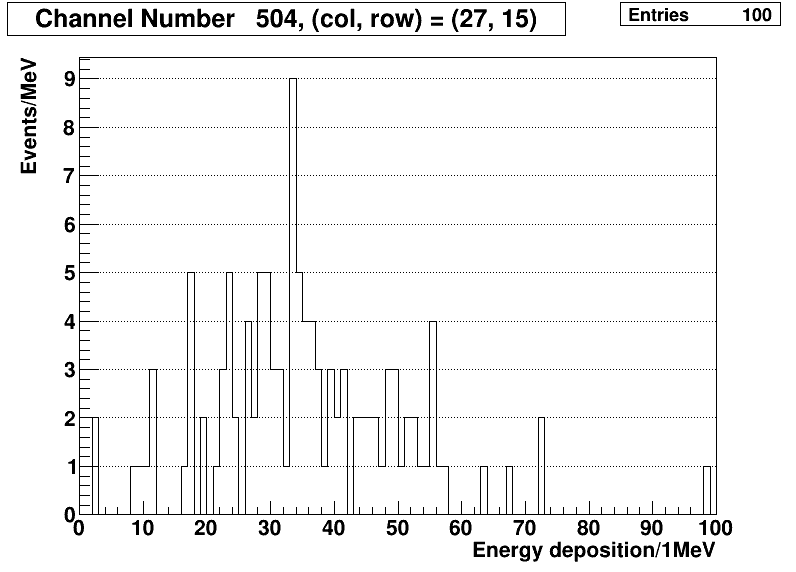 Channel Number 504, (col, row) = (27, 15)
Entries 100
Events/MeV
9
8
7
6
5
4
3
2
1
0
0 10 20 30 40 50 60 70 80 90 100
Energy deposition/1MeV